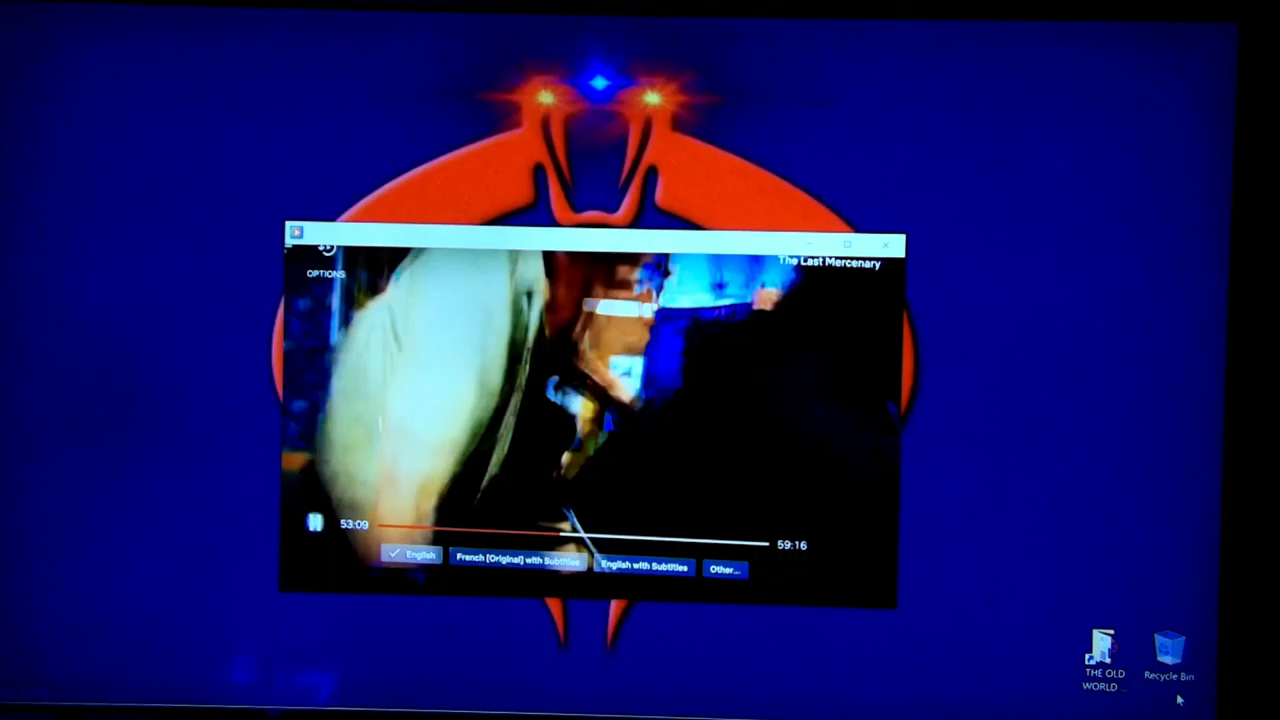 The Last Mercenary
OPTIONS
53:09
59:16
English
French [Original] with Subtitles
English with Subtitles
Other...
THE OLD
WORLD ...
Recycle Bin